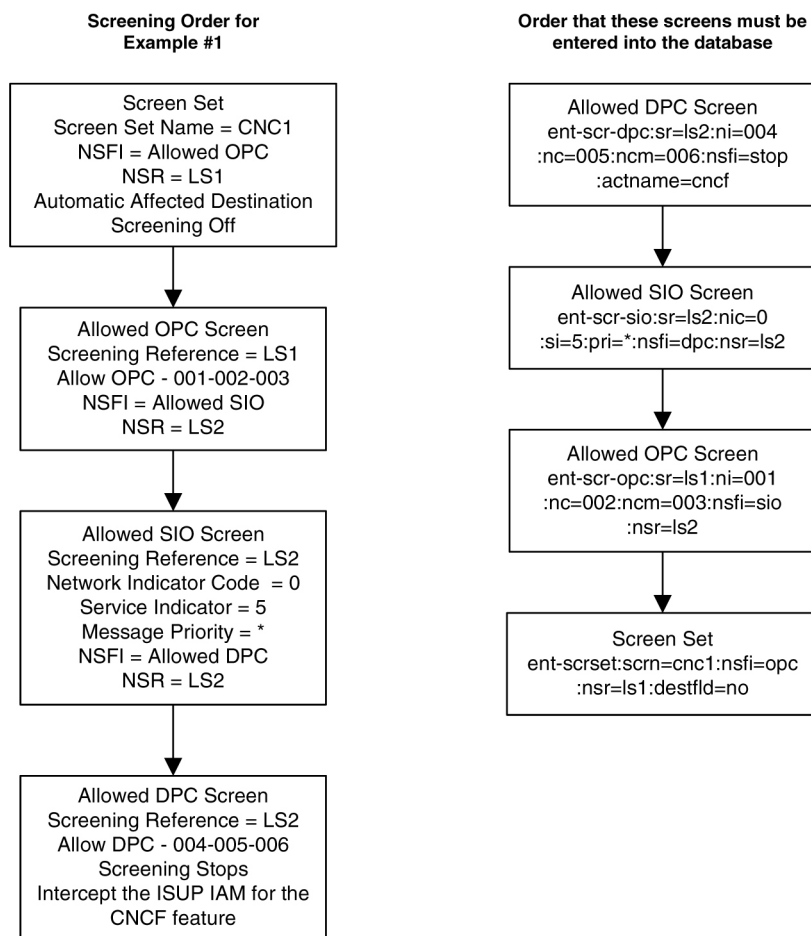 Screening Order for
Example #1
Screen Set
Screen Set Name = CNC1
NSFI = Allowed OPC
NSR = LS1
Automatic Affected Destination
Screening Off
Allowed OPC Screen
Screening Reference = LS1
Allow OPC - 001-002-003
NSFI = Allowed SIO
NSR = LS2
Allowed SIO Screen
Screening Reference = LS2
Network Indicator Code  = 0
Service Indicator = 5
Message Priority = *
NSFI = Allowed DPC
NSR = LS2
Allowed DPC Screen
Screening Reference = LS2
Allow DPC - 004-005-006
Screening Stops
Intercept the ISUP IAM for the
CNCF feature
Order that these screens must be
entered into the database
Allowed DPC Screen
ent-scr-dpc:sr=ls2:ni=004
:nc=005:ncm=006:nsfi=stop
:actname=cncf
Allowed SIO Screen
ent-scr-sio:sr=ls2:nic=0
:si=5:pri=*:nsfi=dpc:nsr=ls2
Allowed OPC Screen
ent-scr-opc:sr=ls1:ni=001
:nc=002:ncm=003:nsfi=sio
:nsr=ls2
Screen Set
ent-scrset:scrn=cnc1:nsfi=opc
:nsr=ls1:destfld=no